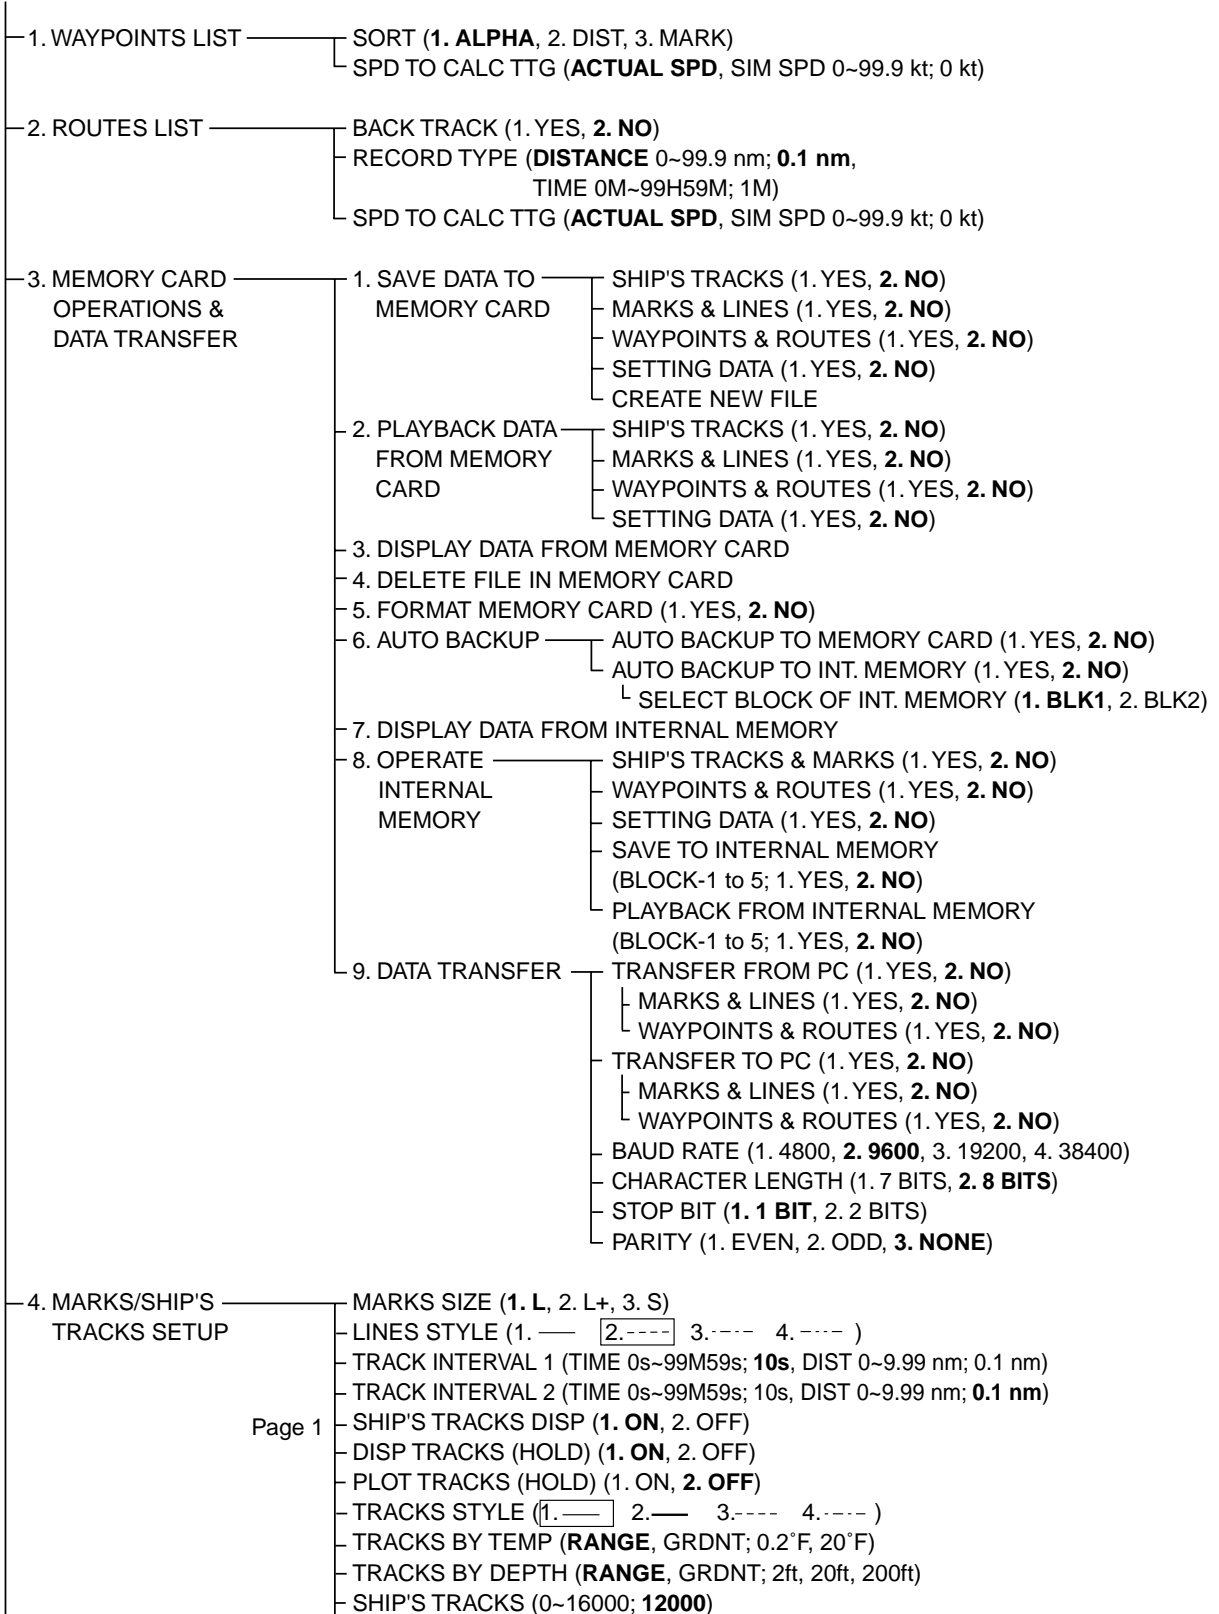 1. WAYPOINTS LIST SORT (1. ALPHA, 2. DIST, 3. MARK)
SPD TO CALC TTG (ACTUAL SPD, SIM SPD 0~99.9 kt; 0 kt)
2. ROUTES LIST BACK TRACK (1. YES, 2. NO)
RECORD TYPE (DISTANCE 0~99.9 nm; 0.1 nm,
TIME 0M~99H59M; 1M)
SPD TO CALC TTG (ACTUAL SPD, SIM SPD 0~99.9 kt; 0 kt)
3. MEMORY CARD
OPERATIONS &
DATA TRANSFER
1. SAVE DATA TO
MEMORY CARD
SHIP'S TRACKS (1. YES, 2. NO)
MARKS & LINES (1. YES, 2. NO)
WAYPOINTS & ROUTES (1. YES, 2. NO)
SETTING DATA (1. YES, 2. NO)
CREATE NEW FILE
2. PLAYBACK DATA
FROM MEMORY
CARD
SHIP'S TRACKS (1. YES, 2. NO)
MARKS & LINES (1. YES, 2. NO)
WAYPOINTS & ROUTES (1. YES, 2. NO)
SETTING DATA (1. YES, 2. NO)
3. DISPLAY DATA FROM MEMORY CARD
4. DELETE FILE IN MEMORY CARD
5. FORMAT MEMORY CARD (1. YES, 2. NO)
6. AUTO BACKUP AUTO BACKUP TO MEMORY CARD (1. YES, 2. NO)
AUTO BACKUP TO INT. MEMORY (1. YES, 2. NO)
SELECT BLOCK OF INT. MEMORY (1. BLK1, 2. BLK2)
7. DISPLAY DATA FROM INTERNAL MEMORY
8. OPERATE
INTERNAL
MEMORY
SHIP'S TRACKS & MARKS (1. YES, 2. NO)
WAYPOINTS & ROUTES (1. YES, 2. NO)
SETTING DATA (1. YES, 2. NO)
SAVE TO INTERNAL MEMORY
(BLOCK-1 to 5; 1. YES, 2. NO)
PLAYBACK FROM INTERNAL MEMORY
(BLOCK-1 to 5; 1. YES, 2. NO)
9. DATA TRANSFER TRANSFER FROM PC (1. YES, 2. NO)
MARKS & LINES (1. YES, 2. NO)
WAYPOINTS & ROUTES (1. YES, 2. NO)
TRANSFER TO PC (1. YES, 2. NO)
MARKS & LINES (1. YES, 2. NO)
WAYPOINTS & ROUTES (1. YES, 2. NO)
BAUD RATE (1. 4800, 2. 9600, 3. 19200, 4. 38400)
CHARACTER LENGTH (1. 7 BITS, 2. 8 BITS)
STOP BIT (1. 1 BIT, 2. 2 BITS)
PARITY (1. EVEN, 2. ODD, 3. NONE)
4. MARKS/SHIP'S
TRACKS SETUP
Page 1
MARKS SIZE (1. L, 2. L+, 3. S)
LINES STYLE (1. —— 2.---- 3.-·-·- 4.-··-··- )
TRACK INTERVAL 1 (TIME 0s~99M59s; 10s, DIST 0~9.99 nm; 0.1 nm)
TRACK INTERVAL 2 (TIME 0s~99M59s; 10s, DIST 0~9.99 nm; 0.1 nm)
SHIP'S TRACKS DISP (1. ON, 2. OFF)
DISP TRACKS (HOLD) (1. ON, 2. OFF)
PLOT TRACKS (HOLD) (1. ON, 2. OFF)
TRACKS STYLE (1. —— 2.—— 3.---- 4.-·-·- )
TRACKS BY TEMP (RANGE, GRDNT; 0.2˚F, 20˚F)
TRACKS BY DEPTH (RANGE, GRDNT; 2ft, 20ft, 200ft)
SHIP'S TRACKS (0~16000; 12000)